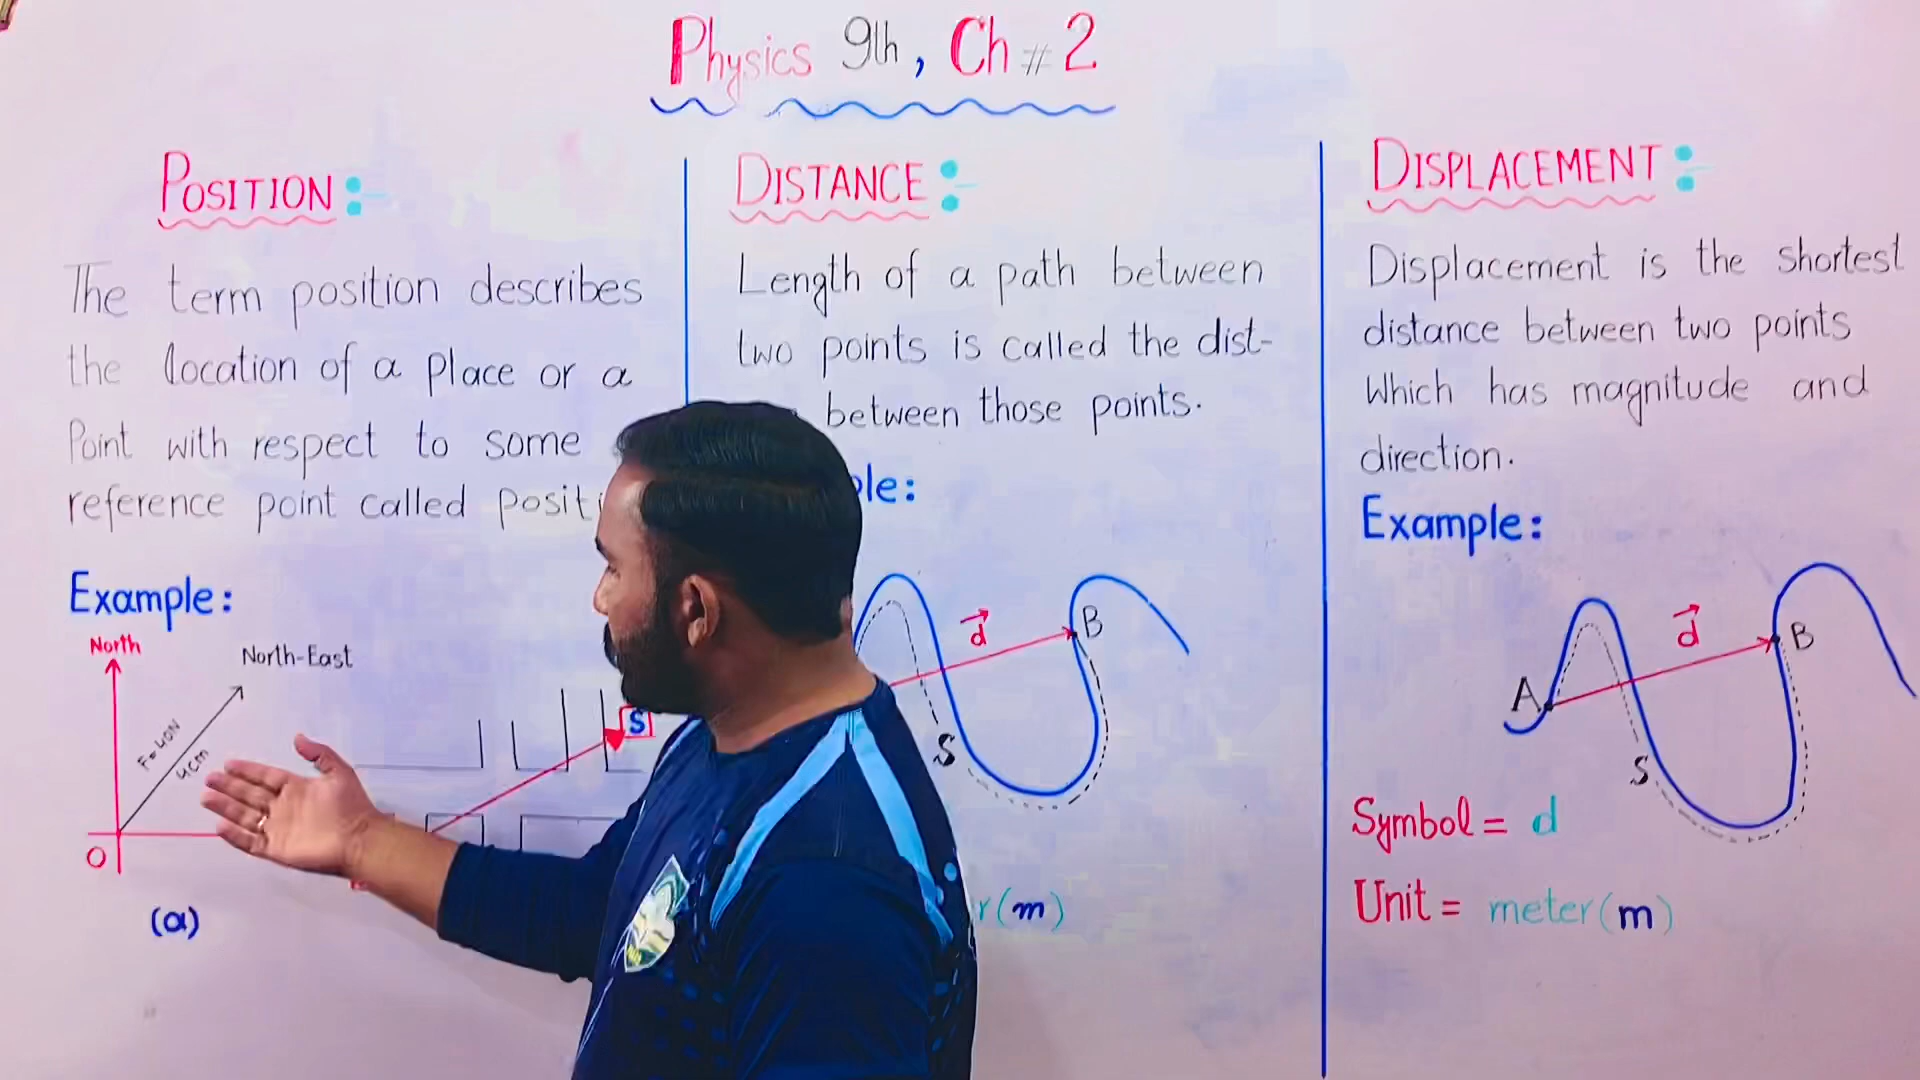 Physics 9th, Ch # 2
POSITION:-
The term position describes
the location of a place or a
Point with respect to some
reference point called positi
Example:
North
North-East
F=40N
4cm
O
(a)
S
DISTANCE:-
Length of a path between
two points is called the dist-
between those points.
ple:
d
B
S
r(m)
DISPLACEMENT:-
Displacement is the shortest
distance between two points
Which has magnitude and
direction.
Example:
A
d
B
S
Symbol = d
Unit = meter(m)